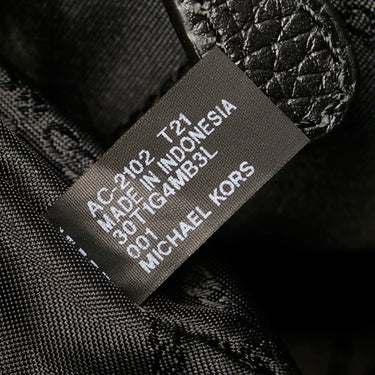 AC-2102 T21
MADE IN INDONESIA
30T1G4MB3L
001
MICHAEL KORS